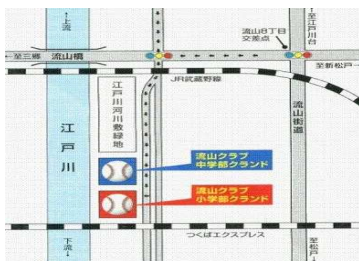 ↑上流
至江戸川台→
流山8丁目
交差点
←至三郷
流山橋
→至新松戸
JR武蔵野線
江戸川
江戸川河川敷緑地
流山街道
流山クラブ
中学部グランド
流山クラブ
小学部グランド
つくばエクスプレス
下流↓
至松戸↓